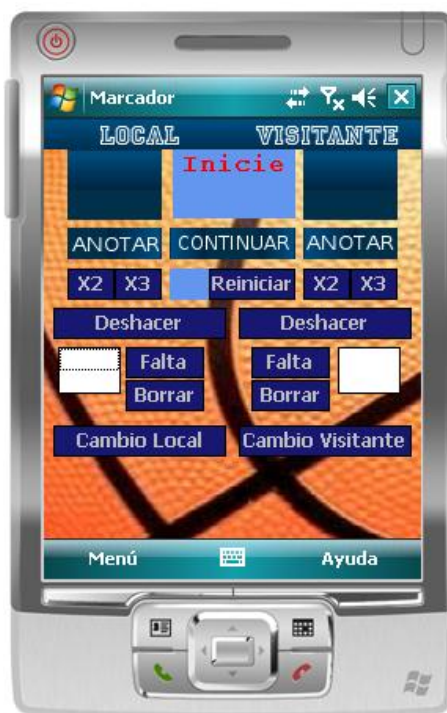 Marcador
LOCAL VISITANTE
Inicie
ANOTAR CONTINUAR ANOTAR
X2 X3 Reiniciar X2 X3
Deshacer Deshacer
Falta Falta
Borrar Borrar
Cambio Local Cambio Visitante
Menú Ayuda